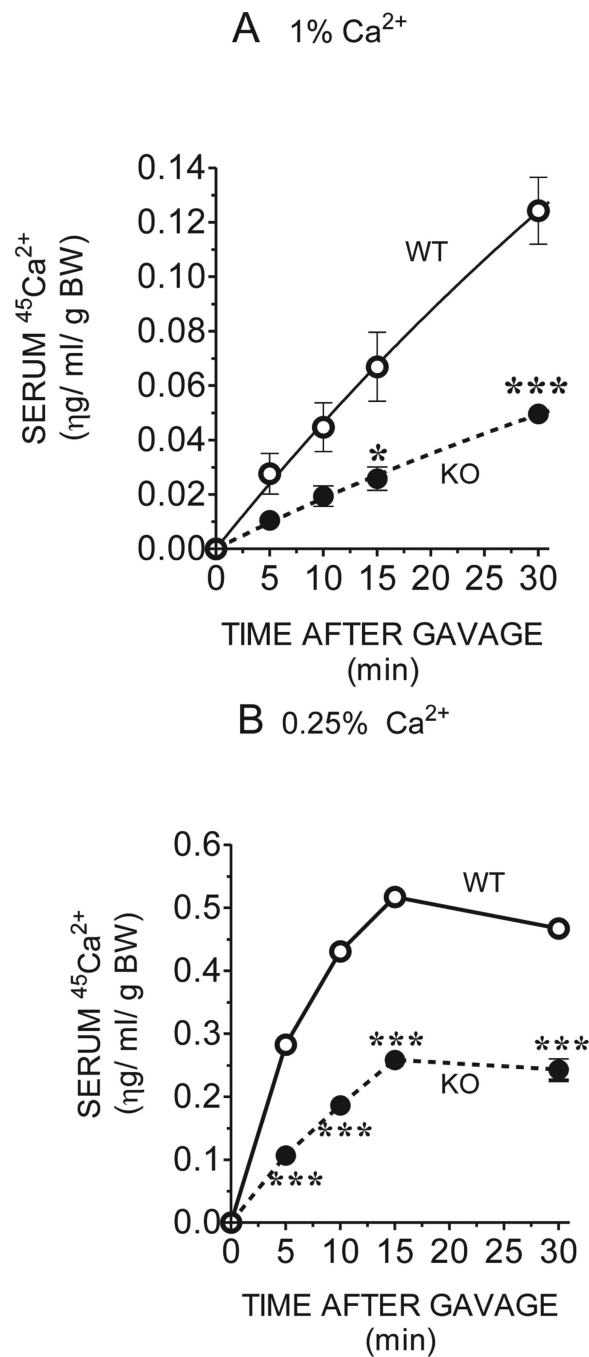 A 1% Ca²⁺
0.14
0.12
0.10
0.08
0.06
0.04
0.02
0.00
SERUM ⁴⁵Ca²⁺
(ηg/ ml/ g BW)
WT
***
*
KO
0 5 10 15 20 25 30
TIME AFTER GAVAGE
(min)
B 0.25% Ca²⁺
0.6
0.5
0.4
0.3
0.2
0.1
0.0
SERUM ⁴⁵Ca²⁺
(ηg/ ml/ g BW)
WT
***
***
KO
***
***
0 5 10 15 20 25 30
TIME AFTER GAVAGE
(min)